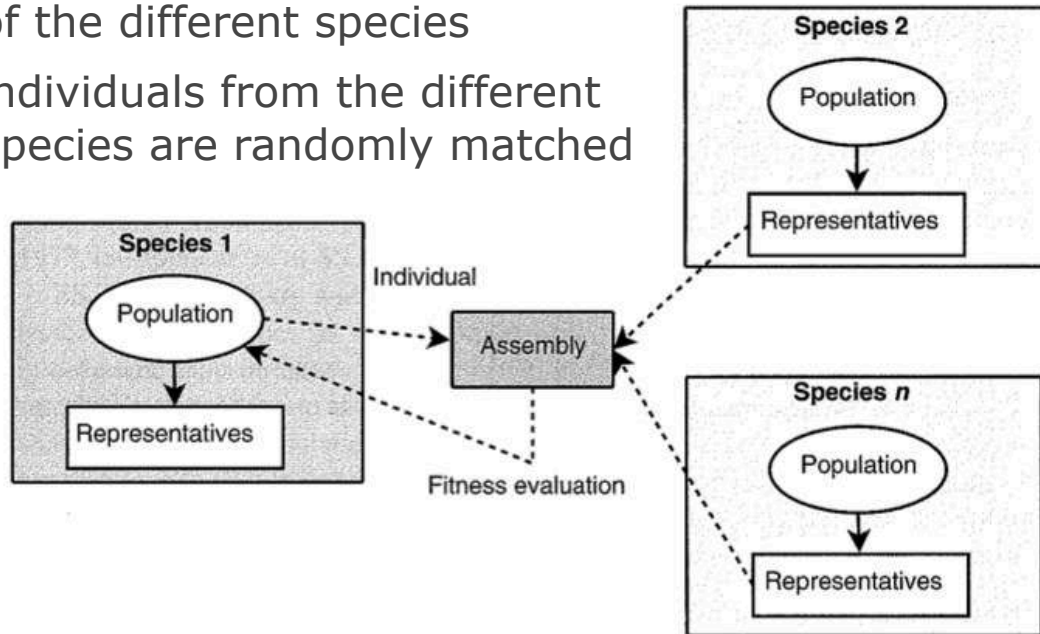 of the different species
ndividuals from the different
pecies are randomly matched
Species 2
Population
Representatives
Species 1
Individual
Population
Assembly
Representatives
Fitness evaluation
Species n
Population
Representatives